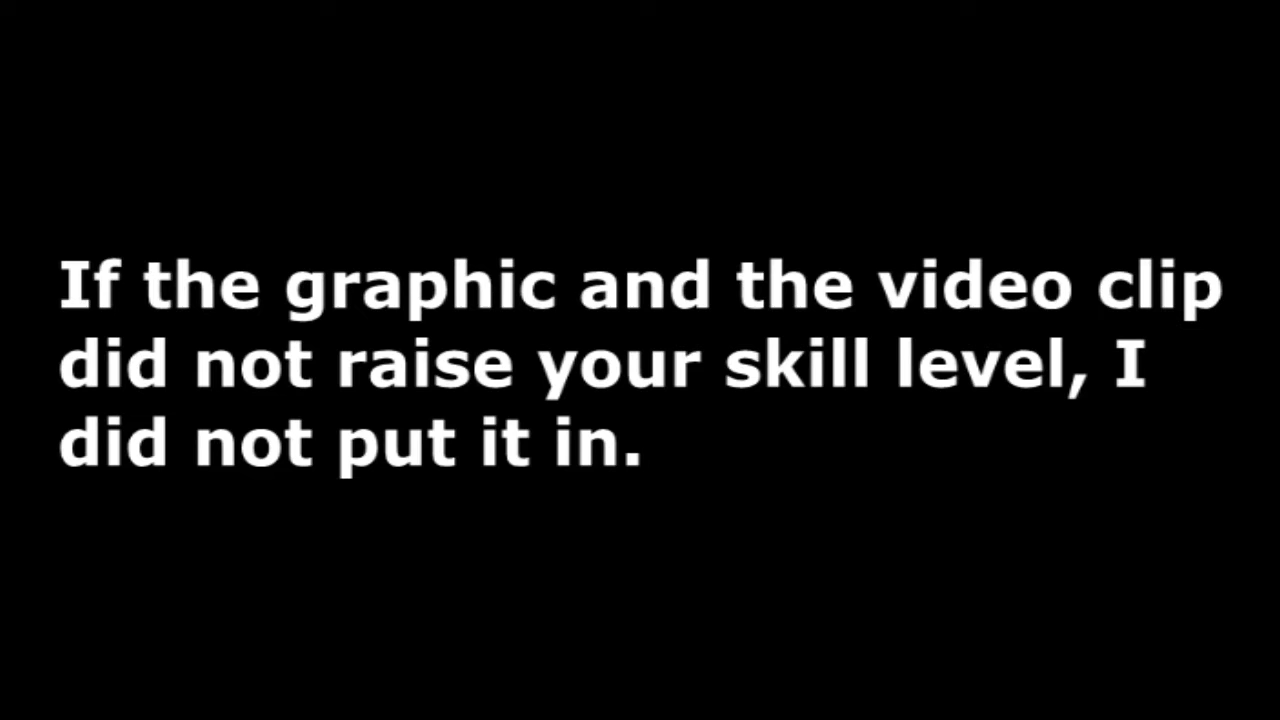 If the graphic and the video clip
did not raise your skill level, I
did not put it in.